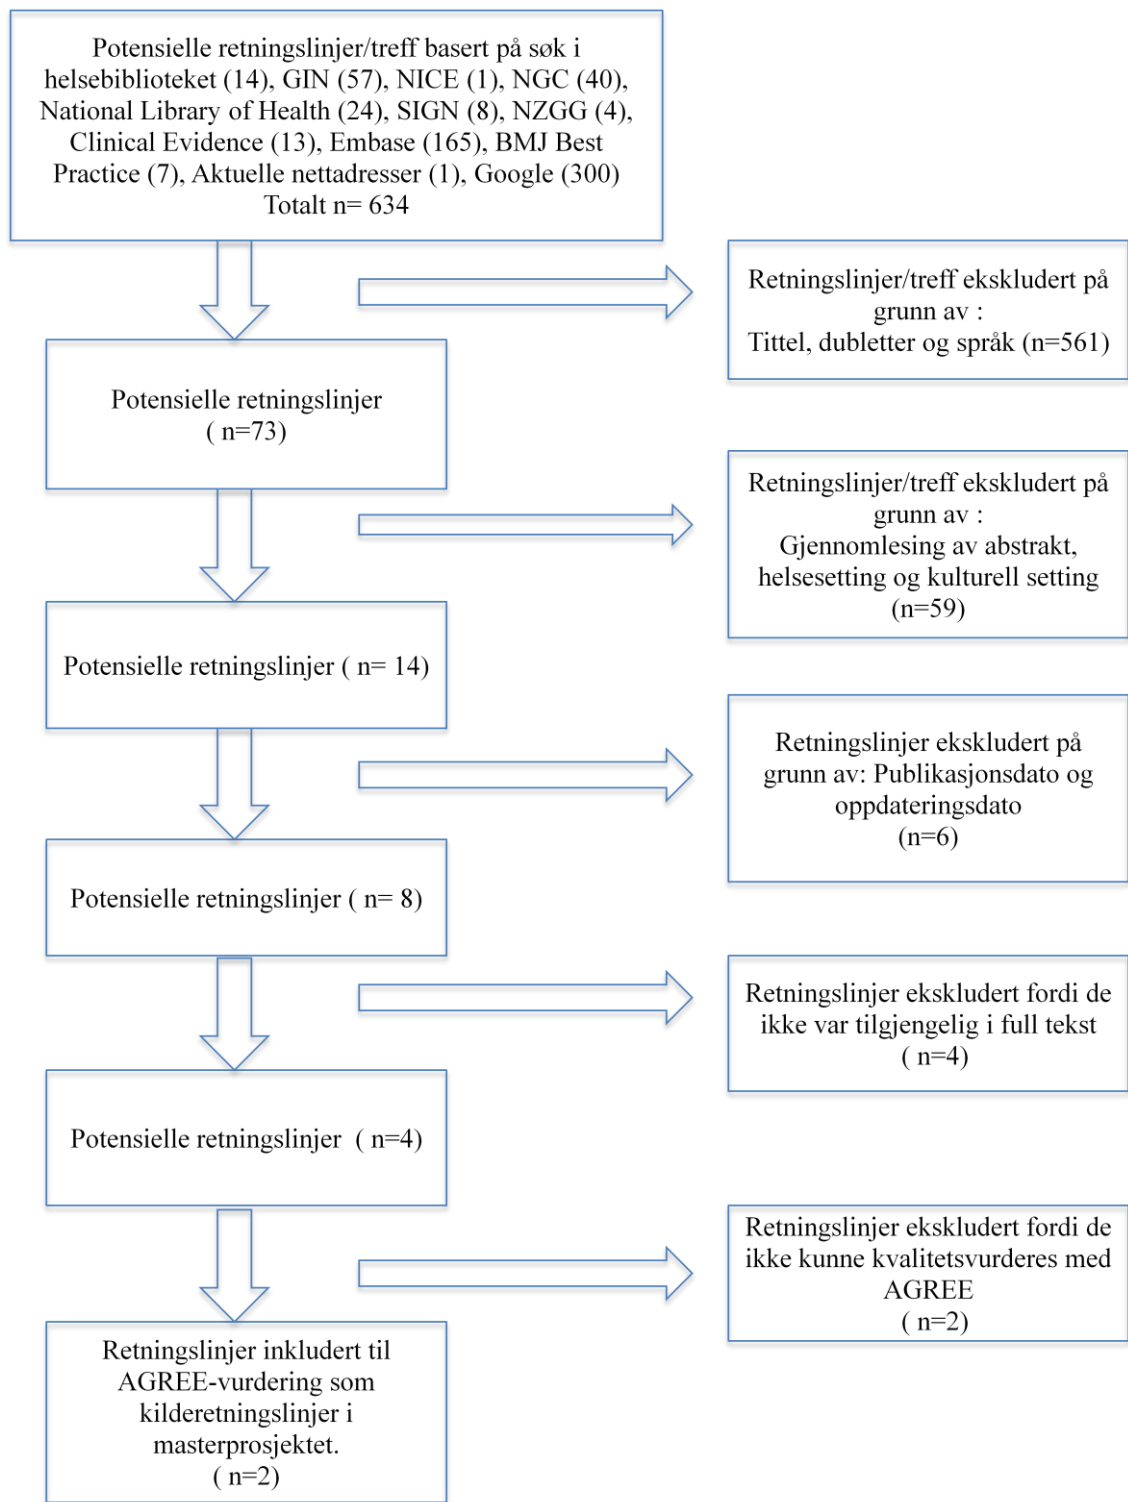 Potensielle retningslinjer/treff basert på søk i
helsebiblioteket (14), GIN (57), NICE (1), NGC (40),
National Library of Health (24), SIGN (8), NZGG (4),
Clinical Evidence (13), Embase (165), BMJ Best
Practice (7), Aktuelle nettadresser (1), Google (300)
Totalt n= 634
Retningslinjer/treff ekskludert på
grunn av :
Tittel, dubletter og språk (n=561)
Potensielle retningslinjer
( n=73)
Retningslinjer/treff ekskludert på
grunn av :
Gjennomlesing av abstrakt,
helsesetting og kulturell setting
(n=59)
Potensielle retningslinjer ( n= 14)
Retningslinjer ekskludert på
grunn av: Publikasjonsdato og
oppdateringsdato
(n=6)
Potensielle retningslinjer ( n= 8)
Retningslinjer ekskludert fordi de
ikke var tilgjengelig i full tekst
( n=4)
Potensielle retningslinjer  ( n=4)
Retningslinjer ekskludert fordi de
ikke kunne kvalitetsvurderes med
AGREE
( n=2)
Retningslinjer inkludert til
AGREE-vurdering som
kilderetningslinjer i
masterprosjektet.
( n=2)